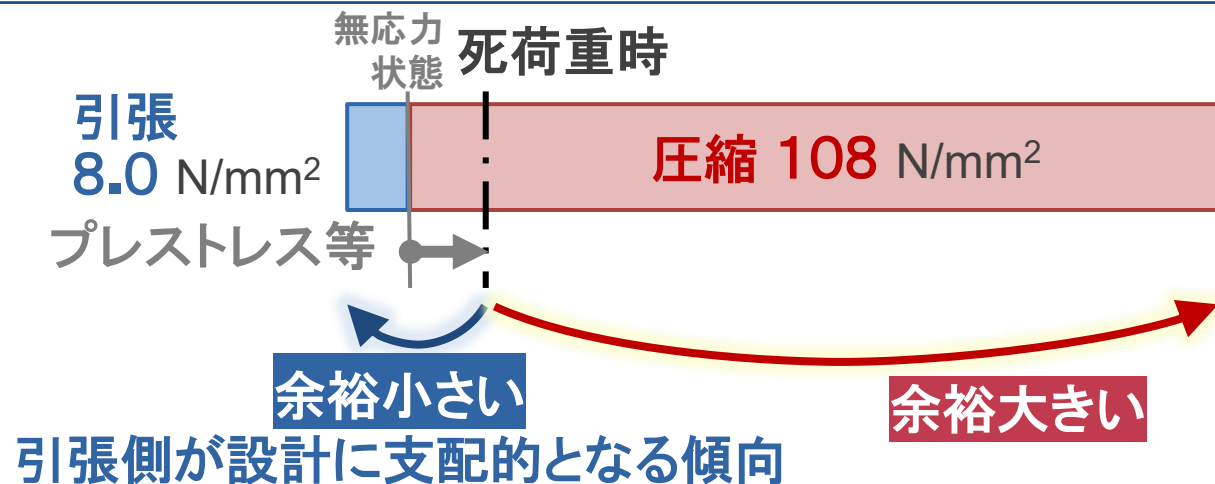 無応力
状態
死荷重時
引張
8.0 N/mm²
圧縮 108 N/mm²
プレストレス等
余裕小さい
余裕大きい
引張側が設計に支配的となる傾向